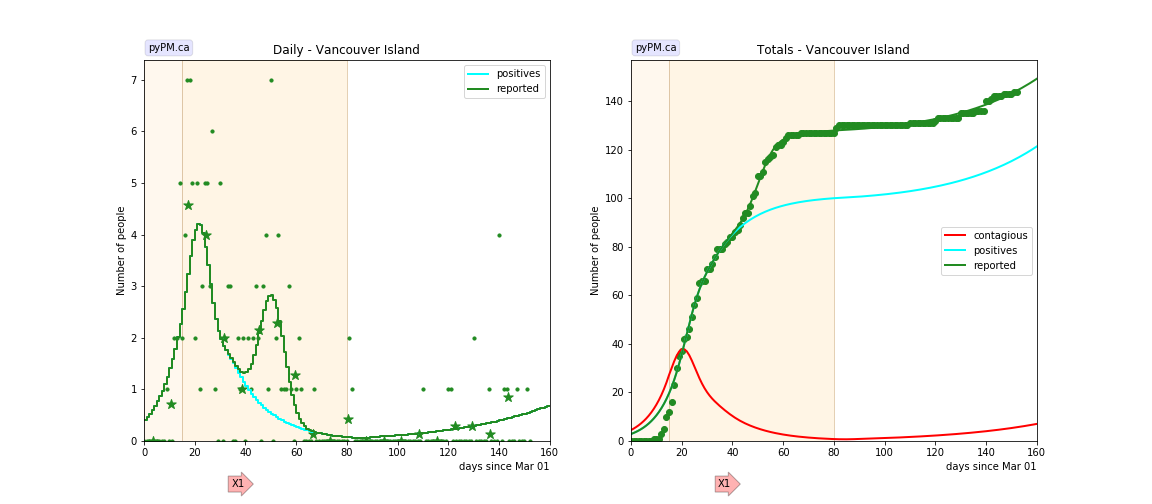 pyPM.ca
Daily - Vancouver Island
positives
reported
Number of people
7
6
5
4
3
2
1
0
0 20 40 60 80 100 120 140 160
days since Mar 01
X1
pyPM.ca
Totals - Vancouver Island
contagious
positives
reported
Number of people
140
120
100
80
60
40
20
0
0 20 40 60 80 100 120 140 160
days since Mar 01
X1